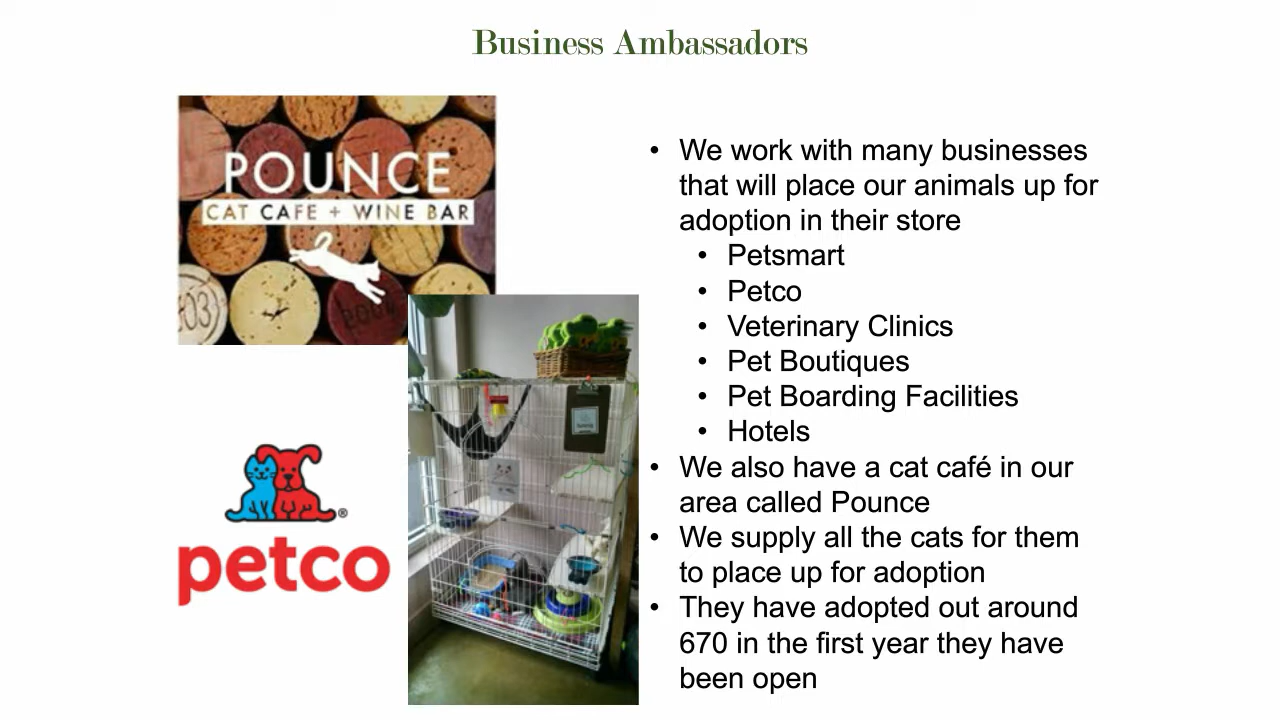 Business Ambassadors
POUNCE
CAT CAFE + WINE BAR
petco
• We work with many businesses
that will place our animals up for
adoption in their store
• Petsmart
• Petco
• Veterinary Clinics
• Pet Boutiques
• Pet Boarding Facilities
• Hotels
• We also have a cat café in our
area called Pounce
• We supply all the cats for them
to place up for adoption
• They have adopted out around
670 in the first year they have
been open